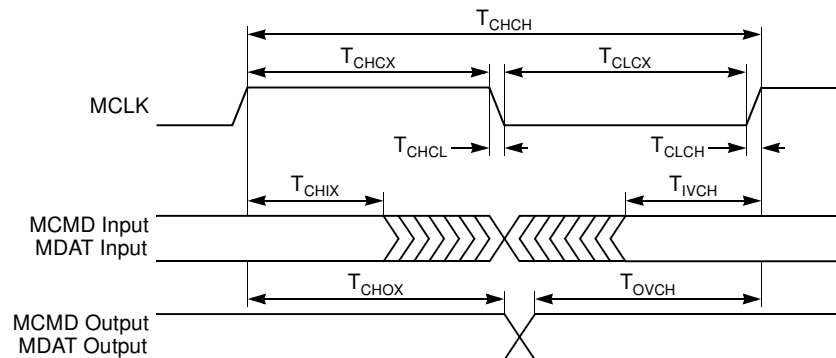 TCHCH
TCHCX
TCLCX
MCLK
TCHCL
TCLCH
TCHIX
TIVCH
MCMD Input
MDAT Input
TCHOX
TOVCH
MCMD Output
MDAT Output